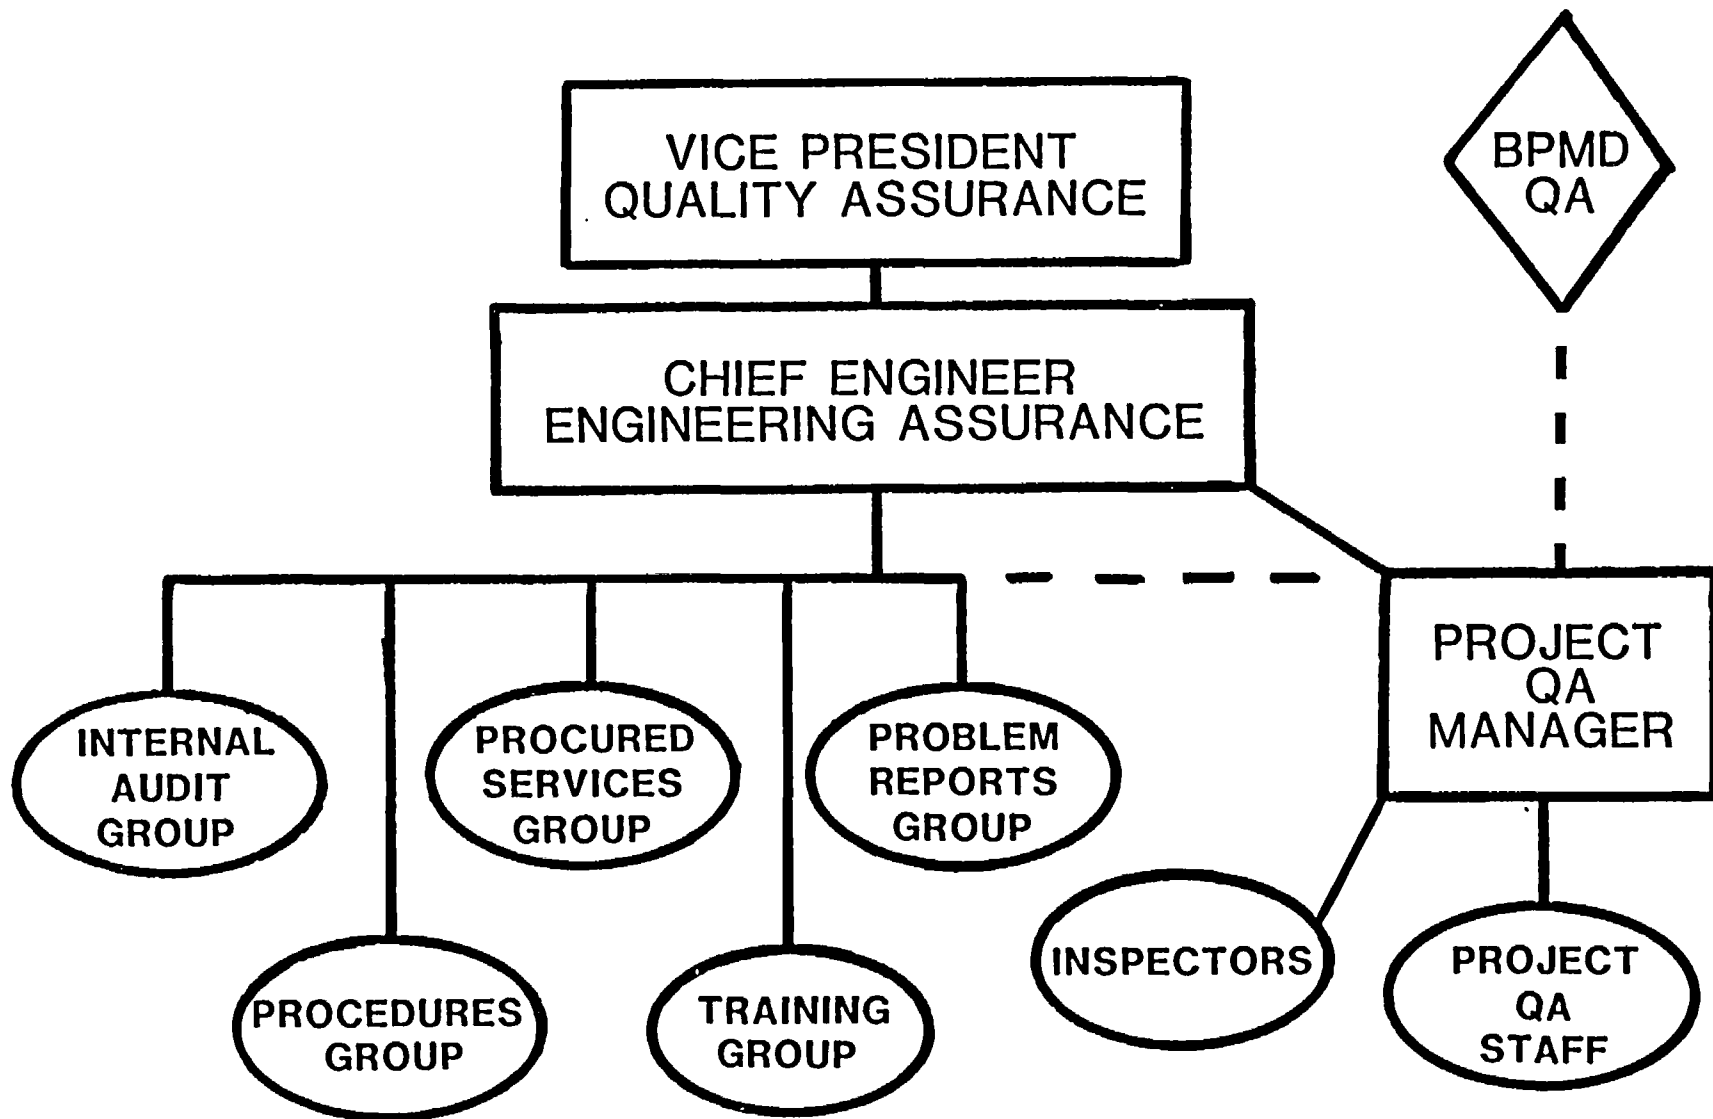 VICE PRESIDENT
QUALITY ASSURANCE
BPMD
QA
CHIEF ENGINEER
ENGINEERING ASSURANCE
PROJECT
QA
MANAGER
INTERNAL
AUDIT
GROUP
PROCURED
SERVICES
GROUP
PROBLEM
REPORTS
GROUP
PROCEDURES
GROUP
TRAINING
GROUP
INSPECTORS
PROJECT
QA
STAFF